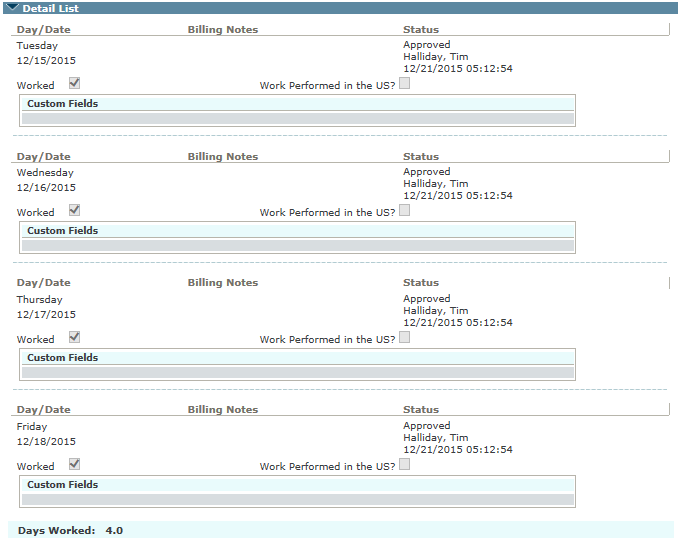 Detail List
Day/Date Billing Notes Status
Tuesday Approved
12/15/2015 Halliday, Tim
12/21/2015 05:12:54
Worked Work Performed in the US?
Custom Fields
Day/Date Billing Notes Status
Wednesday Approved
12/16/2015 Halliday, Tim
12/21/2015 05:12:54
Worked Work Performed in the US?
Custom Fields
Day/Date Billing Notes Status
Thursday Approved
12/17/2015 Halliday, Tim
12/21/2015 05:12:54
Worked Work Performed in the US?
Custom Fields
Day/Date Billing Notes Status
Friday Approved
12/18/2015 Halliday, Tim
12/21/2015 05:12:54
Worked Work Performed in the US?
Custom Fields
Days Worked: 4.0